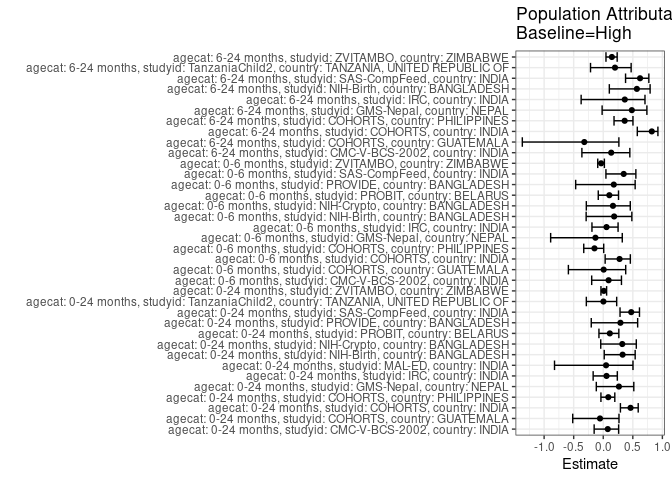 Population Attributa
Baseline=High
agecat: 6-24 months, studyid: ZVITAMBO, country: ZIMBABWE
agecat: 6-24 months, studyid: TanzaniaChild2, country: TANZANIA, UNITED REPUBLIC OF
agecat: 6-24 months, studyid: SAS-CompFeed, country: INDIA
agecat: 6-24 months, studyid: NIH-Birth, country: BANGLADESH
agecat: 6-24 months, studyid: IRC, country: INDIA
agecat: 6-24 months, studyid: GMS-Nepal, country: NEPAL
agecat: 6-24 months, studyid: COHORTS, country: PHILIPPINES
agecat: 6-24 months, studyid: COHORTS, country: INDIA
agecat: 6-24 months, studyid: COHORTS, country: GUATEMALA
agecat: 6-24 months, studyid: CMC-V-BCS-2002, country: INDIA
agecat: 0-6 months, studyid: ZVITAMBO, country: ZIMBABWE
agecat: 0-6 months, studyid: SAS-CompFeed, country: INDIA
agecat: 0-6 months, studyid: PROVIDE, country: BANGLADESH
agecat: 0-6 months, studyid: PROBIT, country: BELARUS
agecat: 0-6 months, studyid: NIH-Crypto, country: BANGLADESH
agecat: 0-6 months, studyid: NIH-Birth, country: BANGLADESH
agecat: 0-6 months, studyid: IRC, country: INDIA
agecat: 0-6 months, studyid: GMS-Nepal, country: NEPAL
agecat: 0-6 months, studyid: COHORTS, country: PHILIPPINES
agecat: 0-6 months, studyid: COHORTS, country: INDIA
agecat: 0-6 months, studyid: COHORTS, country: GUATEMALA
agecat: 0-6 months, studyid: CMC-V-BCS-2002, country: INDIA
agecat: 0-24 months, studyid: ZVITAMBO, country: ZIMBABWE
agecat: 0-24 months, studyid: TanzaniaChild2, country: TANZANIA, UNITED REPUBLIC OF
agecat: 0-24 months, studyid: SAS-CompFeed, country: INDIA
agecat: 0-24 months, studyid: PROVIDE, country: BANGLADESH
agecat: 0-24 months, studyid: PROBIT, country: BELARUS
agecat: 0-24 months, studyid: NIH-Crypto, country: BANGLADESH
agecat: 0-24 months, studyid: NIH-Birth, country: BANGLADESH
agecat: 0-24 months, studyid: MAL-ED, country: INDIA
agecat: 0-24 months, studyid: IRC, country: INDIA
agecat: 0-24 months, studyid: GMS-Nepal, country: NEPAL
agecat: 0-24 months, studyid: COHORTS, country: PHILIPPINES
agecat: 0-24 months, studyid: COHORTS, country: INDIA
agecat: 0-24 months, studyid: COHORTS, country: GUATEMALA
agecat: 0-24 months, studyid: CMC-V-BCS-2002, country: INDIA
-1.0 -0.5 0.0 0.5 1.0
Estimate